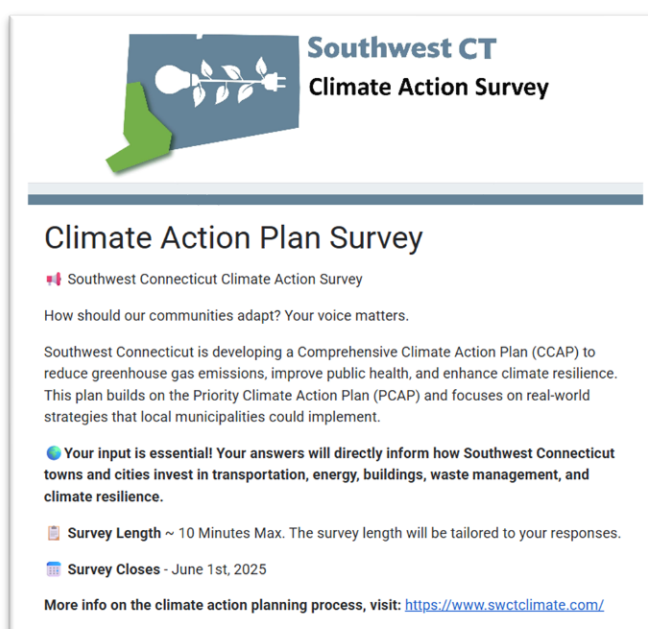 Southwest CT
Climate Action Survey
Climate Action Plan Survey
📢 Southwest Connecticut Climate Action Survey
How should our communities adapt? Your voice matters.
Southwest Connecticut is developing a Comprehensive Climate Action Plan (CCAP) to
reduce greenhouse gas emissions, improve public health, and enhance climate resilience.
This plan builds on the Priority Climate Action Plan (PCAP) and focuses on real-world
strategies that local municipalities could implement.
🌎 Your input is essential! Your answers will directly inform how Southwest Connecticut
towns and cities invest in transportation, energy, buildings, waste management, and
climate resilience.
📋 Survey Length ~ 10 Minutes Max. The survey length will be tailored to your responses.
🗓️ Survey Closes - June 1st, 2025
More info on the climate action planning process, visit: https://www.swctclimate.com/